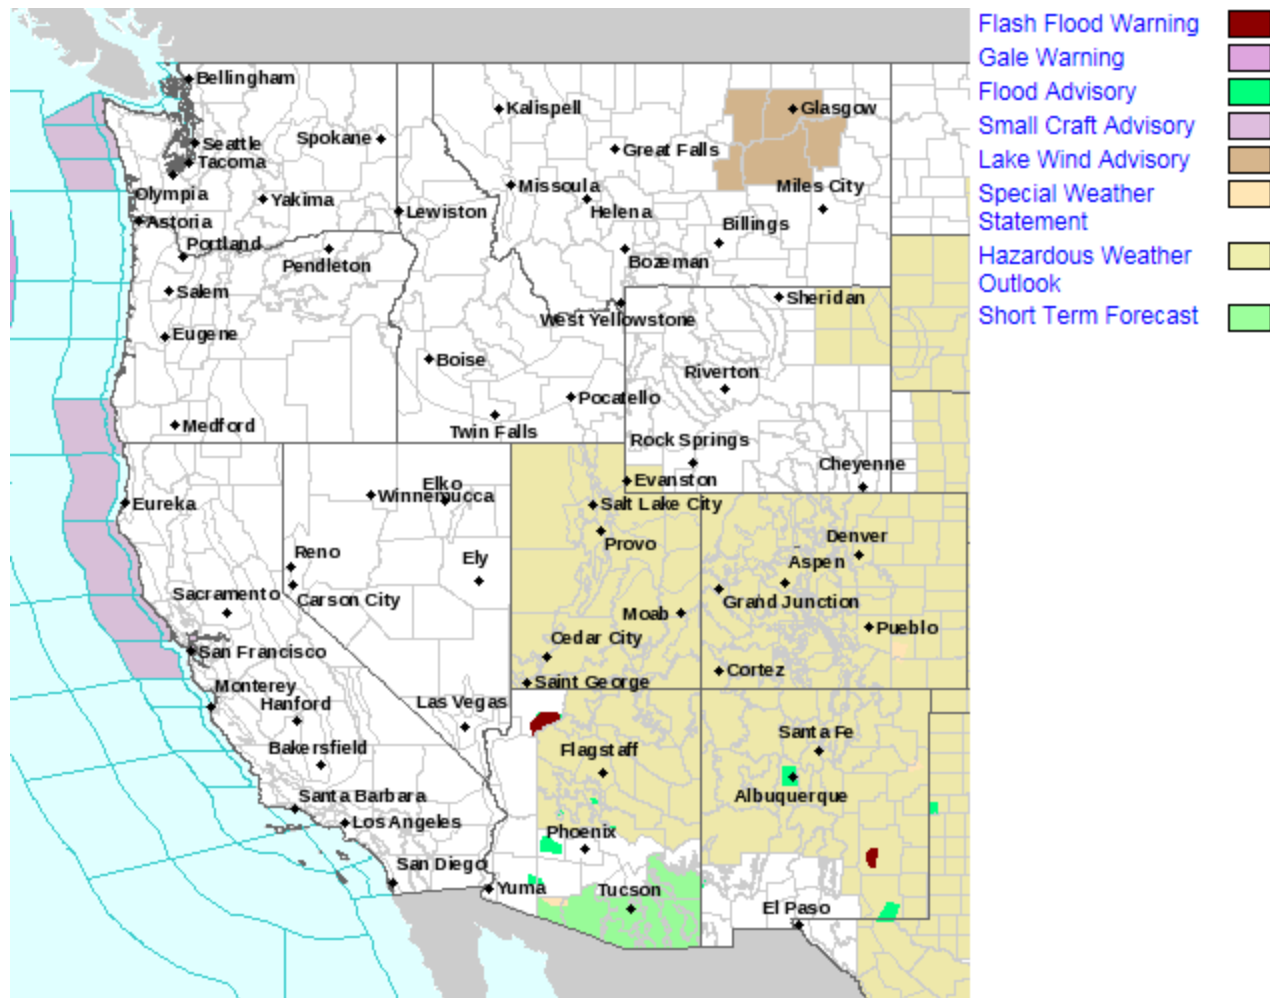 Flash Flood Warning
Gale Warning
Flood Advisory
Small Craft Advisory
Lake Wind Advisory
Special Weather
Statement
Hazardous Weather
Outlook
Short Term Forecast
Bellingham
Kalispell
Glasgow
Seattle
Spokane
Great Falls
Tacoma
Olympia
Yakima
Missoula
Miles City
Astoria
Lewiston
Helena
Billings
Portland
Pendleton
Bozeman
Salem
Sheridan
West Yellowstone
Eugene
Boise
Riverton
Pocatello
Medford
Twin Falls
Rock Springs
Cheyenne
Elko
Evanston
Winnemucca
Eureka
Salt Lake City
Denver
Provo
Reno
Ely
Aspen
Sacramento
Carson City
Grand Junction
Moab
Pueblo
Cedar City
San Francisco
Cortez
Monterey
Saint George
Hanford
Las Vegas
Santa Fe
Bakersfield
Flagstaff
Santa Barbara
Albuquerque
Los Angeles
Phoenix
San Diego
Yuma
Tucson
El Paso